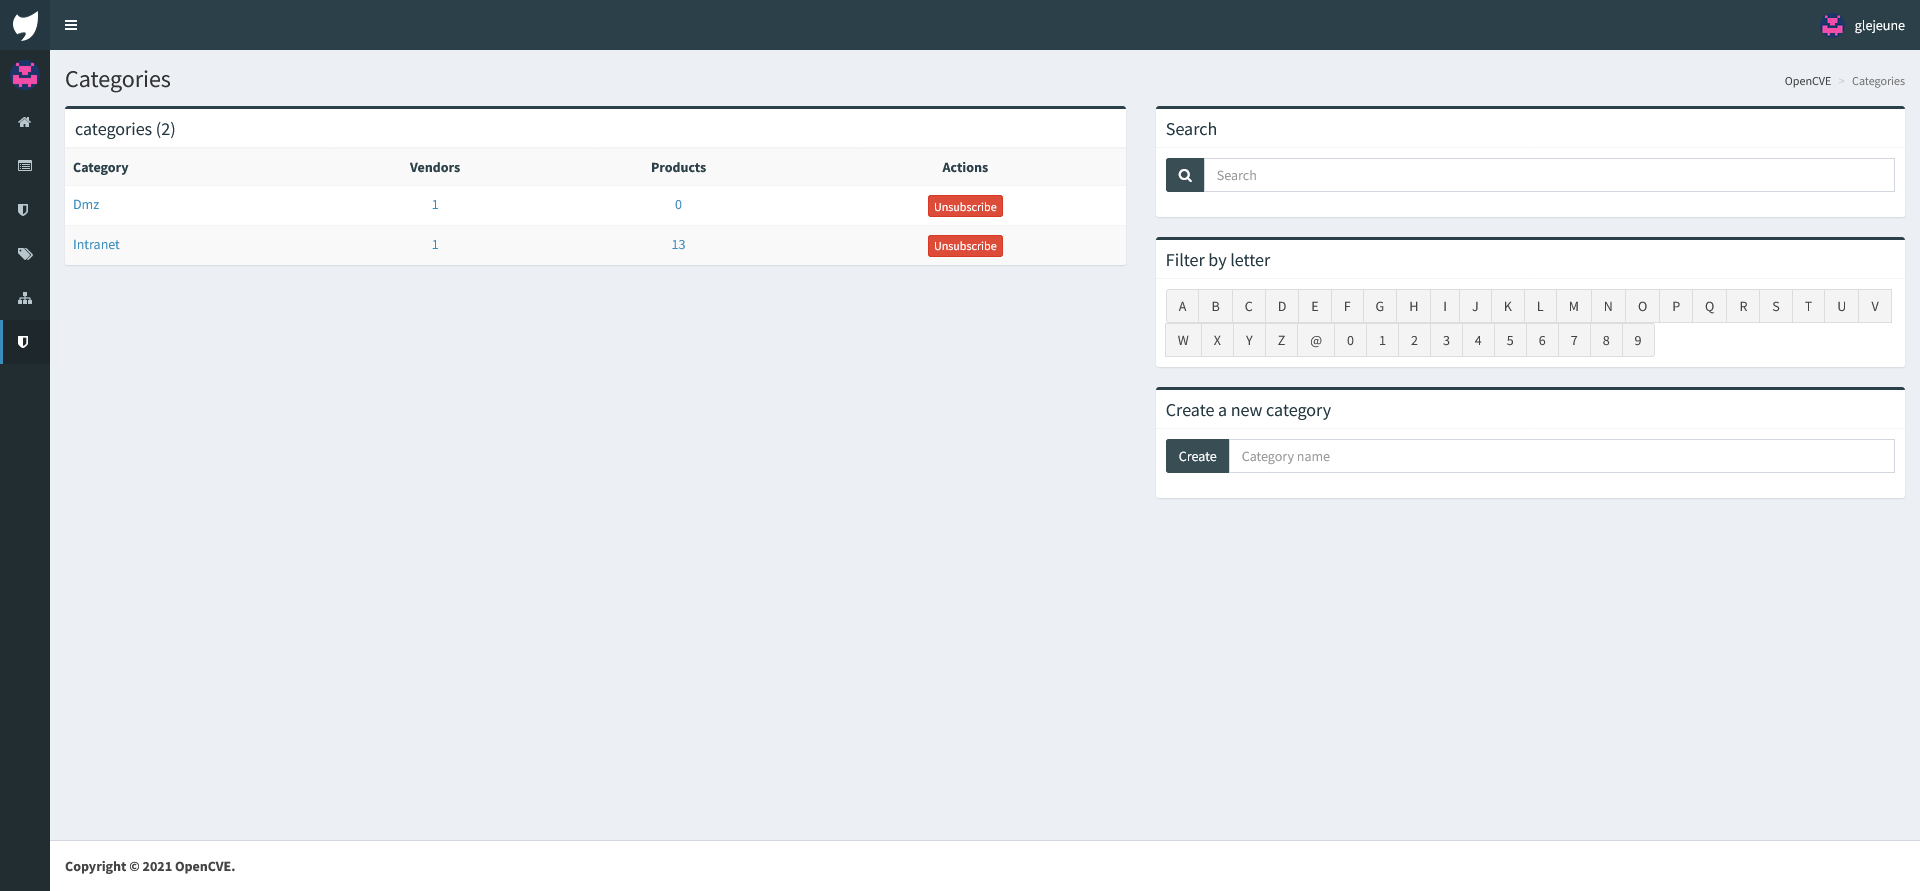 glejeune
Categories
OpenCVE > Categories
categories (2)
Category Vendors Products Actions
Dmz 1 0 Unsubscribe
Intranet 1 13 Unsubscribe
Search
Search
Filter by letter
A B C D E F G H I J K L M N O P Q R S T U V
W X Y Z @ 0 1 2 3 4 5 6 7 8 9
Create a new category
Create Category name
Copyright © 2021 OpenCVE.